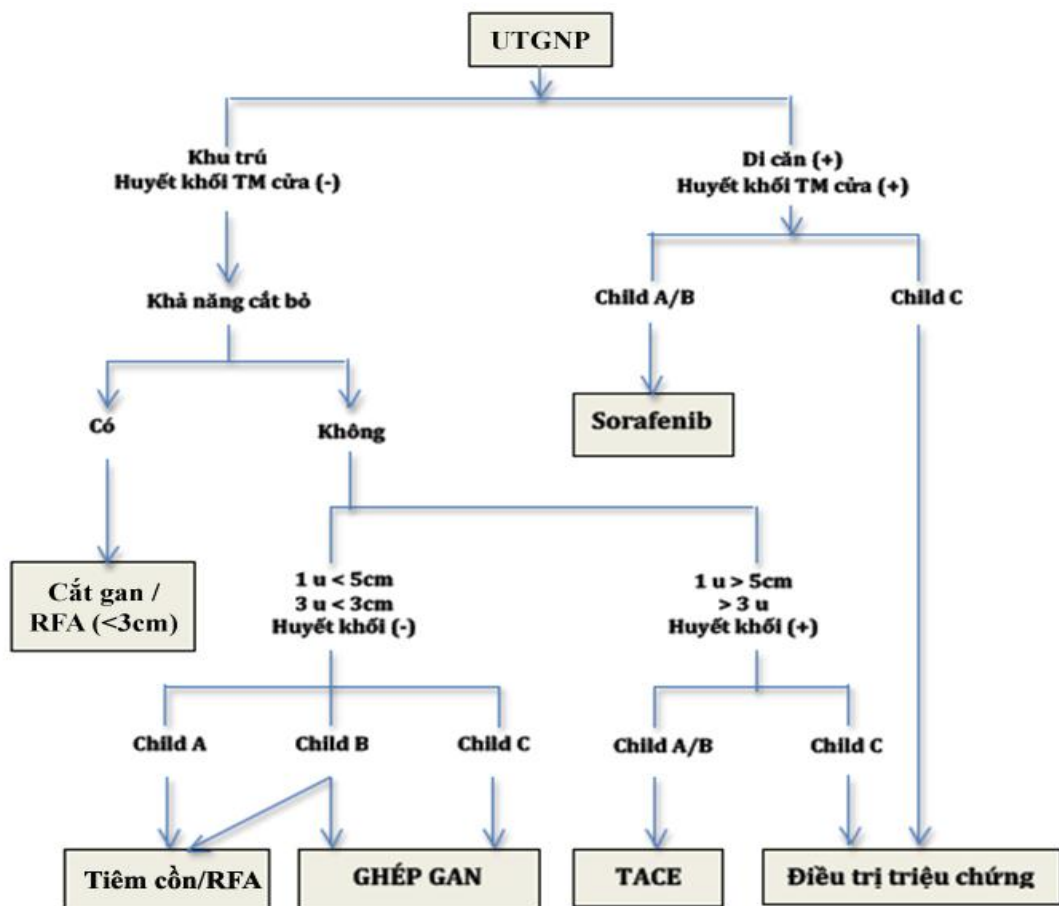 UTGNP
Khu trú
Huyết khối TM cửa (-)
Di căn (+)
Huyết khối TM cửa (+)
Khả năng cắt bỏ
Child A/B
Child C
Có
Không
Sorafenib
Cắt gan /
RFA (<3cm)
1 u < 5cm
3 u < 3cm
Huyết khối (-)
1 u > 5cm
> 3 u
Huyết khối (+)
Child A
Child B
Child C
Child A/B
Child C
Tiêm cồn/RFA
GHÉP GAN
TACE
Điều trị triệu chứng